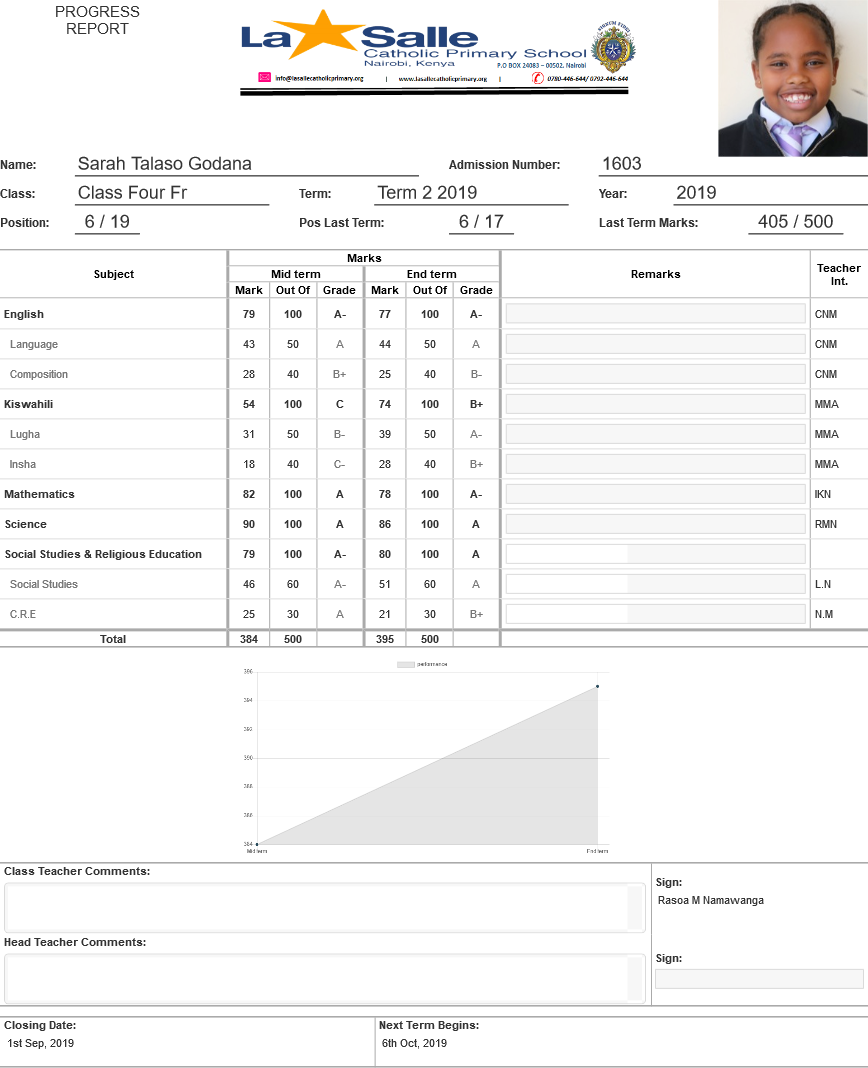 PROGRESS
REPORT
La Salle
Catholic Primary School
Nairobi, Kenya
P.O BOX 24083 – 00502, Nairobi
info@lasallecatholicprimary.org | www.lasallecatholicprimary.org | 0780-446-644/ 0792-446-644
Name: Sarah Talaso Godana Admission Number: 1603
Class: Class Four Fr Term: Term 2 2019 Year: 2019
Position: 6 / 19 Pos Last Term: 6 / 17 Last Term Marks: 405 / 500
Subject Marks Remarks Teacher Int.
Mid term End term
Mark Out Of Grade Mark Out Of Grade
English 79 100 A- 77 100 A- CNM
Language 43 50 A 44 50 A CNM
Composition 28 40 B+ 25 40 B- CNM
Kiswahili 54 100 C 74 100 B+ MMA
Lugha 31 50 B- 39 50 A- MMA
Insha 18 40 C- 28 40 B+ MMA
Mathematics 82 100 A 78 100 A- IKN
Science 90 100 A 86 100 A RMN
Social Studies & Religious Education 79 100 A- 80 100 A
Social Studies 46 60 A- 51 60 A L.N
C.R.E 25 30 A 21 30 B+ N.M
Total 384 500 395 500
performance
396
394
392
390
388
386
384
Mid term End term
Class Teacher Comments:
Sign:
Rasoa M Namawanga
Head Teacher Comments:
Sign:
Closing Date: Next Term Begins:
1st Sep, 2019 6th Oct, 2019